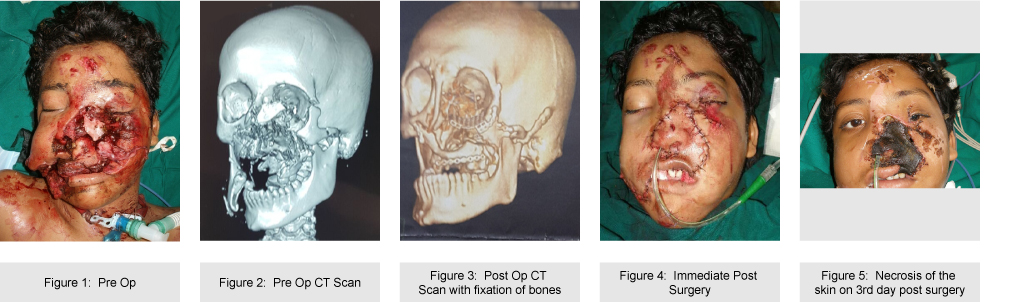 Figure 1: Pre Op
Figure 2: Pre Op CT Scan
Figure 3: Post Op CT
Scan with fixation of bones
Figure 4: Immediate Post
Surgery
Figure 5: Necrosis of the
skin on 3rd day post surgery